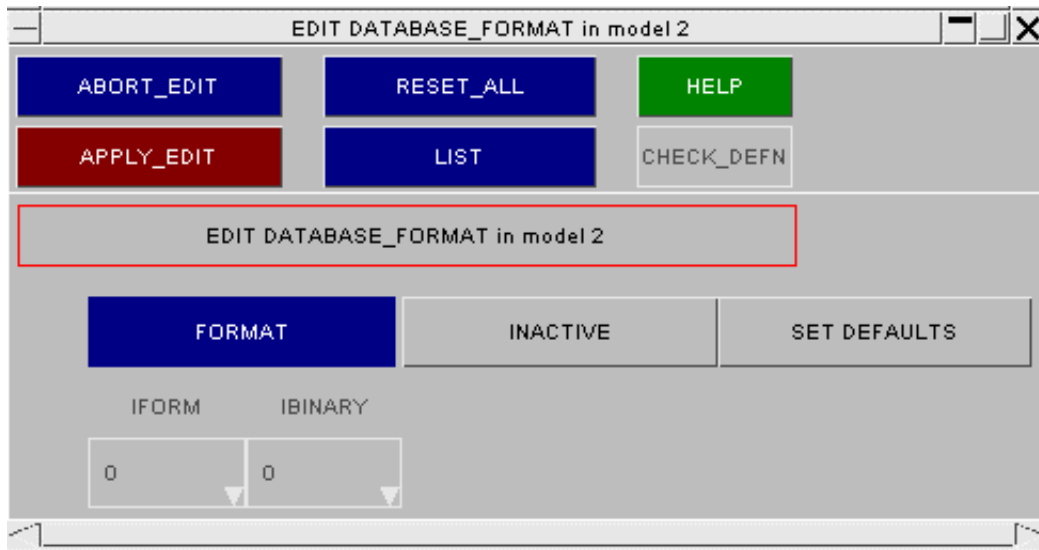 EDIT DATABASE_FORMAT in model 2
ABORT_EDIT RESET_ALL HELP
APPLY_EDIT LIST CHECK_DEFN
EDIT DATABASE_FORMAT in model 2
FORMAT INACTIVE SET DEFAULTS
IFORM IBINARY
0 0